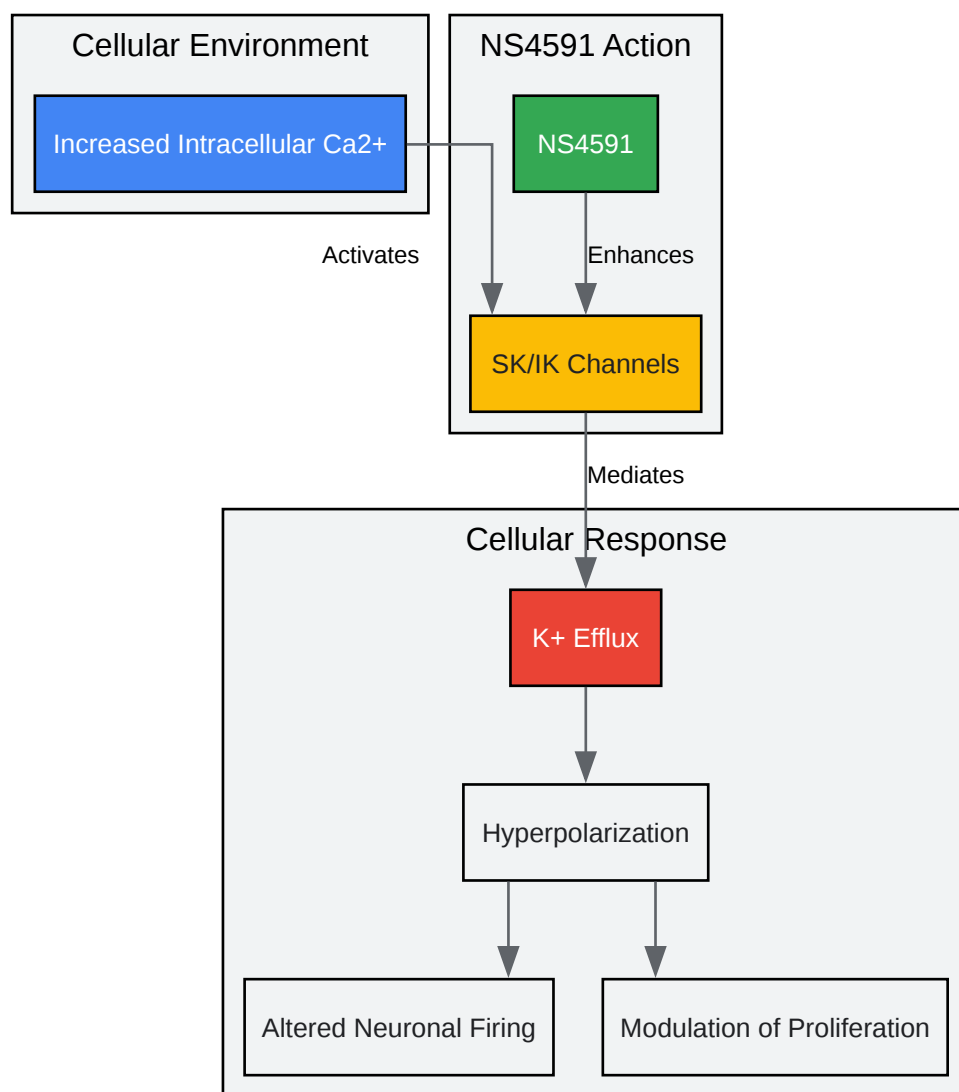 Cellular Environment
NS4591 Action
Increased Intracellular Ca2+
NS4591
Activates
Enhances
SK/IK Channels
Mediates
Cellular Response
K+ Efflux
Hyperpolarization
Altered Neuronal Firing
Modulation of Proliferation